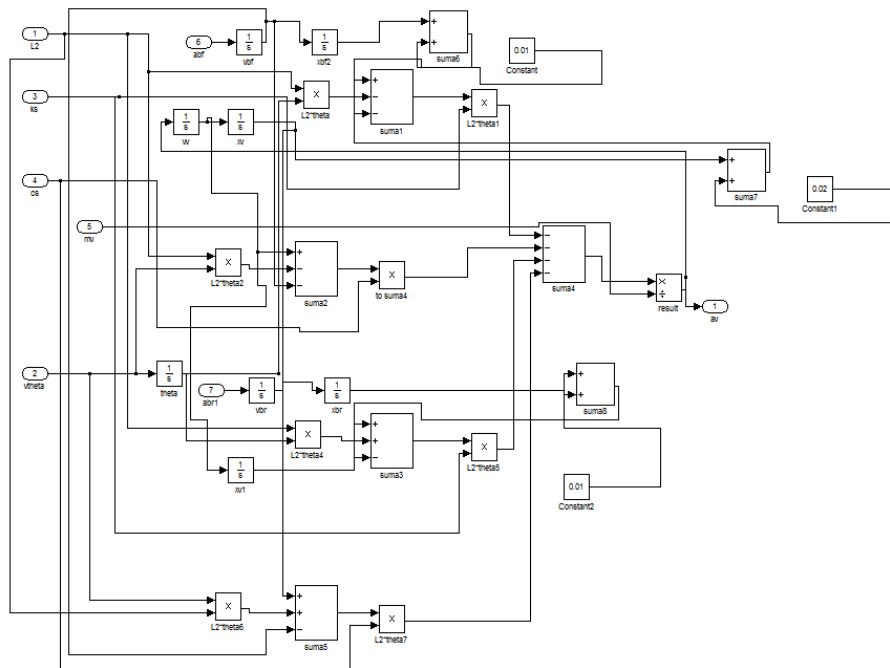 1
L2
6
abf
1/s
vbf
1/s
xbf2
+
+
suma6
0.01
Constant
3
ks
×
L2*theta
+
−
−
suma1
×
L2*theta1
1/s
W
1/s
xv
+
+
suma7
0.02
Constant1
4
cs
5
mv
×
L2*theta2
+
−
−
suma2
×
to suma4
−
−
−
−
suma4
×
÷
result
1
av
2
vtheta
1/s
theta
7
abr1
1/s
vbr
1/s
xbr
+
+
suma8
×
L2*theta4
+
+
−
suma3
×
L2*theta5
1/s
xv1
0.01
Constant2
×
L2*theta6
+
+
−
suma5
×
L2*theta7